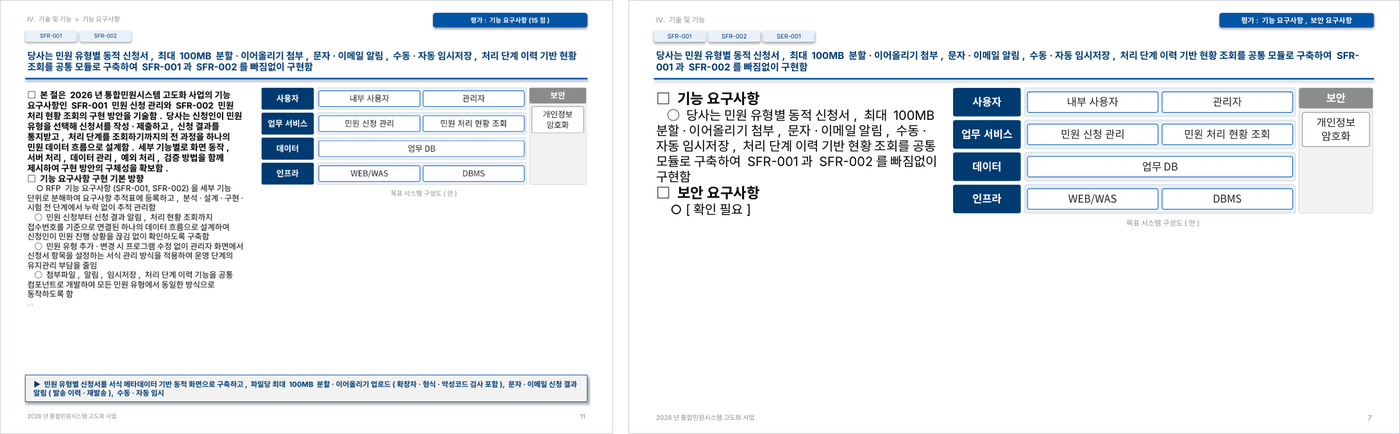 IV. 기술 및 기능 > 기능 요구사항
평가 : 기능 요구사항 (15 점)
SFR-001
SFR-002
당사는 민원 유형별 동적 신청서 , 최대 100MB 분할 · 이어올리기 첨부 , 문자 · 이메일 알림 , 수동 · 자동 임시저장 , 처리 단계 이력 기반 현황
조회를 공통 모듈로 구축하여 SFR-001 과 SFR-002 를 빠짐없이 구현함
□ 본 절은 2026 년 통합민원시스템 고도화 사업의 기능
요구사항인 SFR-001 민원 신청 관리와 SFR-002 민원
처리 현황 조회의 구현 방안을 기술함 . 당사는 신청인이 민원
유형을 선택해 신청서를 작성 · 제출하고 , 신청 결과를
통지받고 , 처리 단계를 조회하기까지의 전 과정을 하나의
민원 데이터 흐름으로 설계함 . 세부 기능별로 화면 동작 ,
서버 처리 , 데이터 관리 , 예외 처리 , 검증 방법을 함께
제시하여 구현 방안의 구체성을 확보함 .
□ 기능 요구사항 구현 기본 방향
○ RFP 기능 요구사항 (SFR-001, SFR-002) 을 세부 기능
단위로 분해하여 요구사항 추적표에 등록하고 , 분석 · 설계 · 구현 ·
시험 전 단계에서 누락 없이 추적 관리함
○ 민원 신청부터 신청 결과 알림 , 처리 현황 조회까지
접수번호를 기준으로 연결된 하나의 데이터 흐름으로 설계하여
신청인이 민원 진행 상황을 끊김 없이 확인하도록 구축함
○ 민원 유형 추가 · 변경 시 프로그램 수정 없이 관리자 화면에서
신청서 항목을 설정하는 서식 관리 방식을 적용하여 운영 단계의
유지관리 부담을 줄임
○ 첨부파일 , 알림 , 임시저장 , 처리 단계 이력 기능을 공통
컴포넌트로 개발하여 모든 민원 유형에서 동일한 방식으로
동작하도록 함
...
사용자
내부 사용자
관리자
보안
업무 서비스
민원 신청 관리
민원 처리 현황 조회
개인정보
암호화
데이터
업무 DB
인프라
WEB/WAS
DBMS
목표 시스템 구성도 ( 안 )
▶ 민원 유형별 신청서를 서식 메타데이터 기반 동적 화면으로 구축하고 , 파일당 최대 100MB 분할 · 이어올리기 업로드 ( 확장자 · 형식 · 악성코드 검사 포함 ), 문자 · 이메일 신청 결과
알림 ( 발송 이력 · 재발송 ), 수동 · 자동 임시
2026 년 통합민원시스템 고도화 사업
11
IV. 기술 및 기능
평가 : 기능 요구사항 , 보안 요구사항
SFR-001
SFR-002
SER-001
당사는 민원 유형별 동적 신청서 , 최대 100MB 분할 · 이어올리기 첨부 , 문자 · 이메일 알림 , 수동 · 자동 임시저장 , 처리 단계 이력 기반 현황 조회를 공통 모듈로 구축하여 SFR-
001 과 SFR-002 를 빠짐없이 구현함
□ 기능 요구사항
○ 당사는 민원 유형별 동적 신청서 , 최대 100MB
분할 · 이어올리기 첨부 , 문자 · 이메일 알림 , 수동 ·
자동 임시저장 , 처리 단계 이력 기반 현황 조회를 공통
모듈로 구축하여 SFR-001 과 SFR-002 를 빠짐없이
구현함
□ 보안 요구사항
○ [ 확인 필요 ]
사용자
내부 사용자
관리자
보안
업무 서비스
민원 신청 관리
민원 처리 현황 조회
개인정보
암호화
데이터
업무 DB
인프라
WEB/WAS
DBMS
목표 시스템 구성도 ( 안 )
2026 년 통합민원시스템 고도화 사업
7